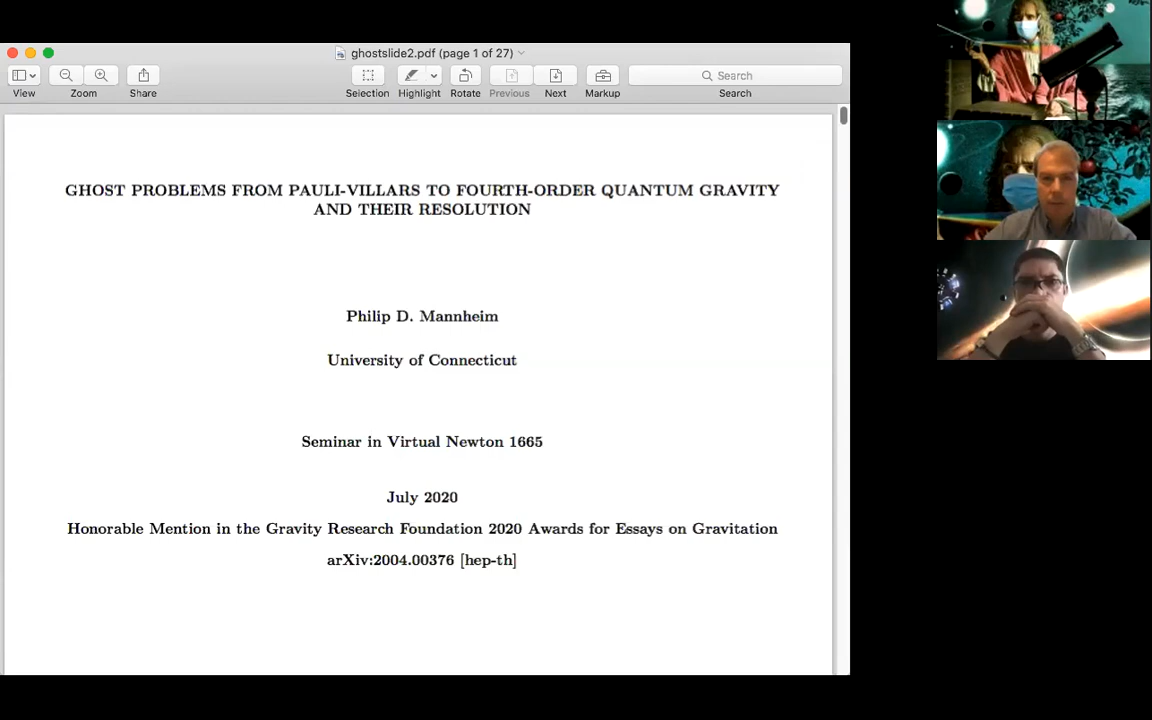 ghostslide2.pdf (page 1 of 27)
View
Zoom
Share
Selection
Highlight
Rotate
Previous
Next
Markup
Search
Search
GHOST PROBLEMS FROM PAULI-VILLARS TO FOURTH-ORDER QUANTUM GRAVITY
AND THEIR RESOLUTION
Philip D. Mannheim
University of Connecticut
Seminar in Virtual Newton 1665
July 2020
Honorable Mention in the Gravity Research Foundation 2020 Awards for Essays on Gravitation
arXiv:2004.00376 [hep-th]